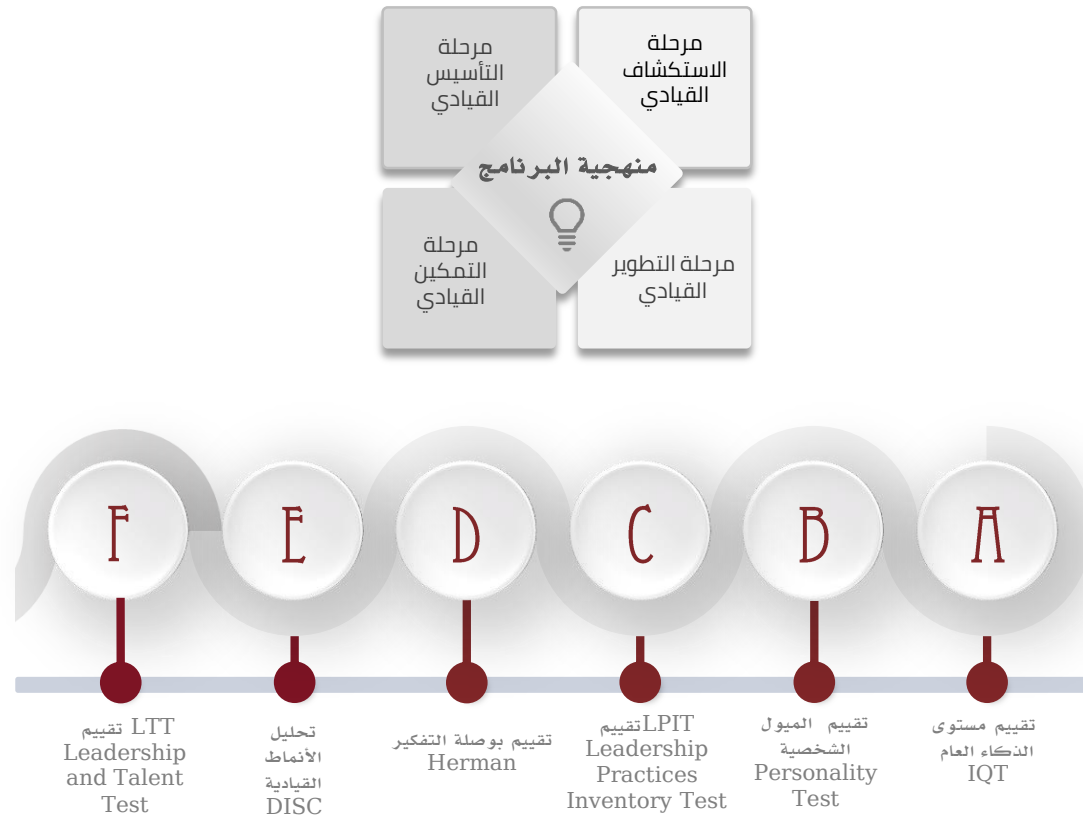 مرحلة
الاستكشاف
القيادي
مرحلة
التأسيس
القيادي
منهجية البرنامج
مرحلة التطوير
القيادي
مرحلة
التمكين
القيادي
A
B
C
D
E
F
تقييم مستوى
الذكاء العام
IQT
تقييم الميول
الشخصية
Personality
Test
تقييم LPIT
Leadership
Practices
Inventory Test
تقييم بوصلة التفكير
Herman
تحليل
الأنماط
القيادية
DISC
تقييم LTT
Leadership
and Talent
Test